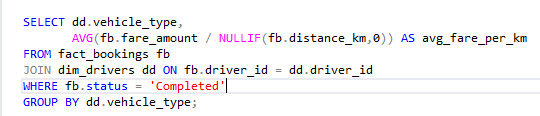 SELECT dd.vehicle_type,
AVG(fb.fare_amount / NULLIF(fb.distance_km,0)) AS avg_fare_per_km
FROM fact_bookings fb
JOIN dim_drivers dd ON fb.driver_id = dd.driver_id
WHERE fb.status = 'Completed'
GROUP BY dd.vehicle_type;